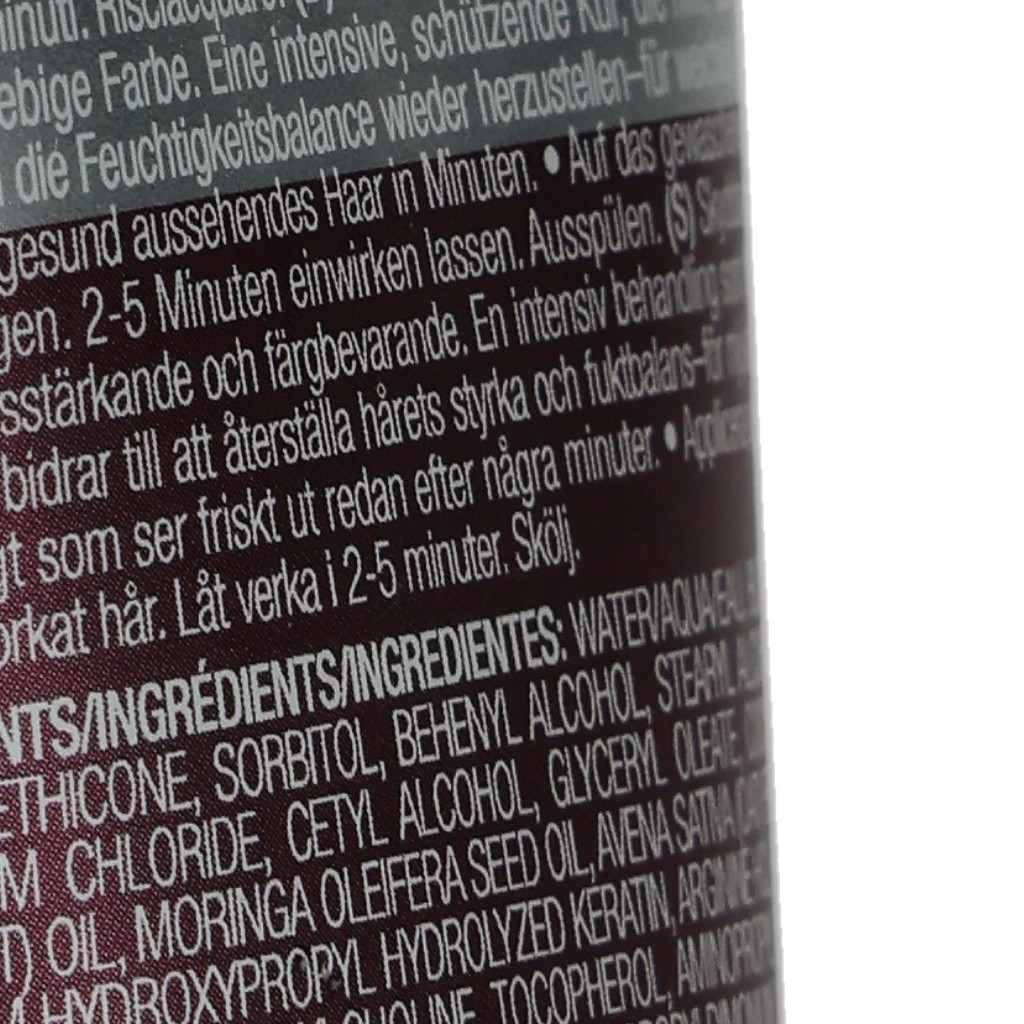 ebige Farbe. Eine intensive, schützende Kur, die
die Feuchtigkeitsbalance wieder herzustellen–für
gesund aussehendes Haar in Minuten. • Auf das
gen. 2-5 Minuten einwirken lassen. Ausspülen. (S)
sstärkande och färgbevarande. En intensiv behandling
bidrar till att återställa hårets styrka och fuktbalans–för
gt som ser friskt ut redan efter några minuter. •
orkat hår. Låt verka i 2-5 minuter. Skölj.
NTS/INGRÉDIENTS/INGREDIENTES: WATER/AQUA/EAU,
ETHICONE, SORBITOL, BEHENYL ALCOHOL, STEARYL
M CHLORIDE, CETYL ALCOHOL, GLYCERYL OLEATE,
T) OIL, MORINGA OLEIFERA SEED OIL, AVENA SATIVA
HYDROXYPROPYL HYDROLYZED KERATIN, ARGININE
TOCOPHEROL,